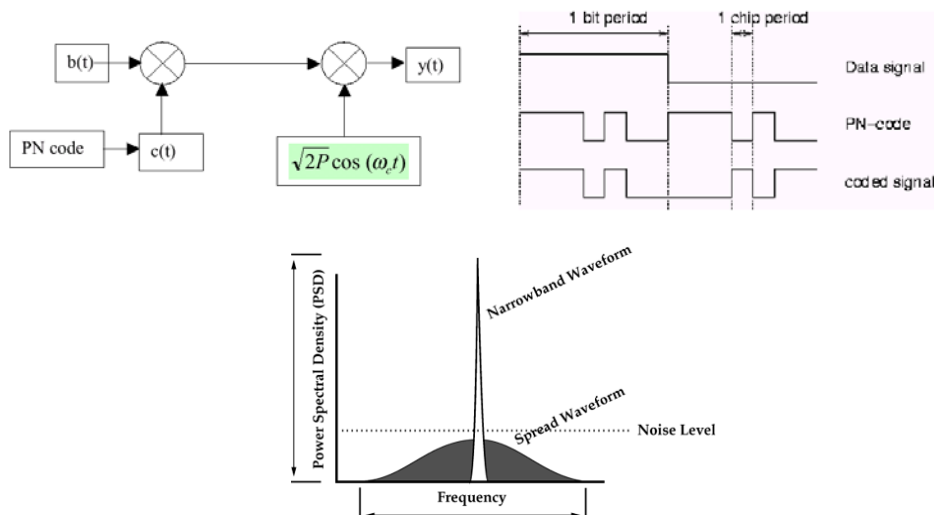 b(t)
y(t)
PN code
c(t)
√2P cos (ω_c t)
1 bit period
1 chip period
Data signal
PN-code
coded signal
Power Spectral Density (PSD)
Narrowband Waveform
Spread Waveform
Noise Level
Frequency